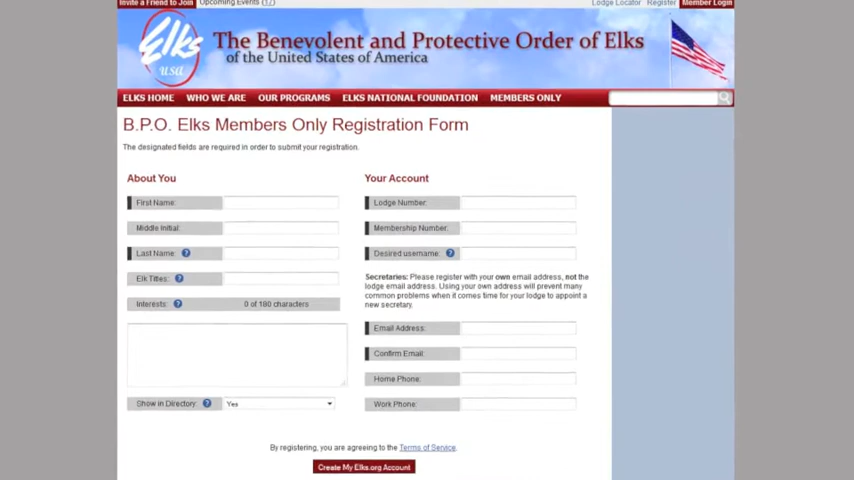 Invite a Friend to Join Upcoming Events (17) Lodge Locator Register Member Login
Elks
USA
The Benevolent and Protective Order of Elks
of the United States of America
ELKS HOME WHO WE ARE OUR PROGRAMS ELKS NATIONAL FOUNDATION MEMBERS ONLY
B.P.O. Elks Members Only Registration Form
The designated fields are required in order to submit your registration.
About You
First Name:
Middle Initial:
Last Name: ?
Elk Titles: ?
Interests: ? 0 of 180 characters
Show in Directory: ? Yes
Your Account
Lodge Number:
Membership Number:
Desired username: ?
Secretaries: Please register with your own email address, not the
lodge email address. Using your own address will prevent many
common problems when it comes time for your lodge to appoint a
new secretary.
Email Address:
Confirm Email:
Home Phone:
Work Phone:
By registering, you are agreeing to the Terms of Service.
Create My Elks.org Account